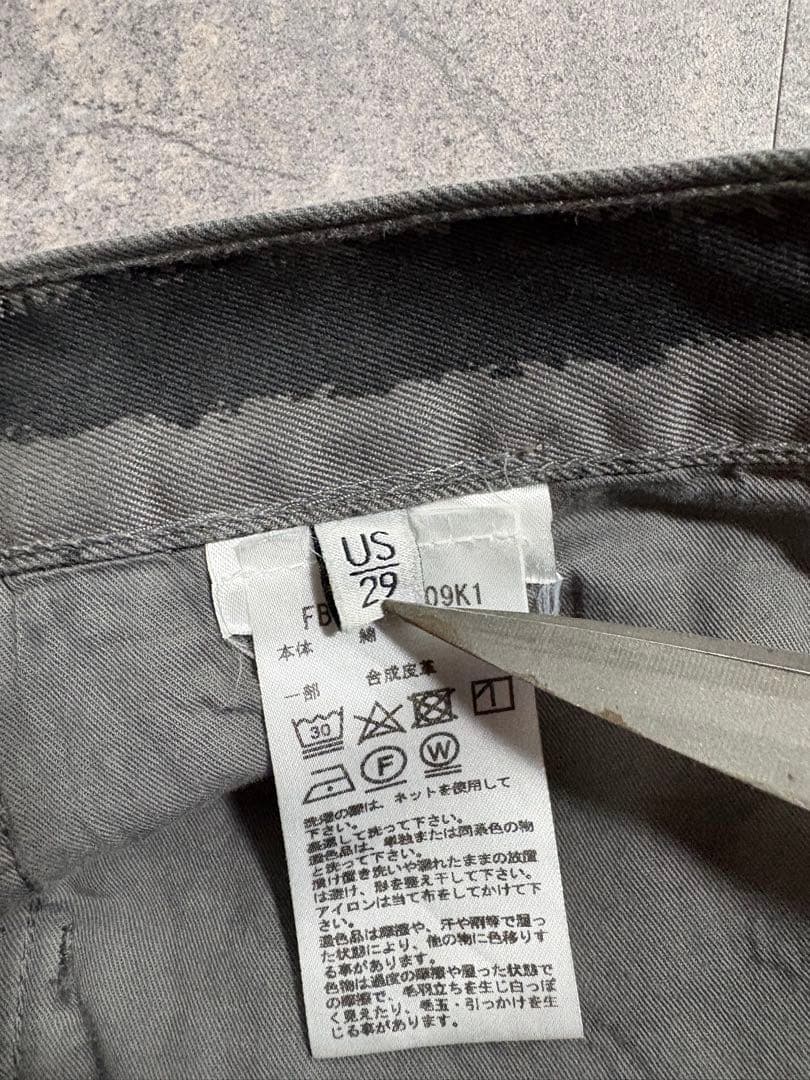 US
29
FB 09K1
本体 綿
一部 合成皮革
30
F
W
洗濯の際は、ネットを使用して
下さい。
裏返して洗って下さい。
濃色品は、単独または同系色の物
と洗って下さい。
漬け置き洗いや濡れたままの放置
は避け、形を整え干して下さい。
アイロンは当て布をしてかけて下
さい。
濃色品は摩擦や、汗や雨等で湿っ
た状態により、他の物に色移りす
る事があります。
色物は過度の摩擦や湿った状態で
の摩擦で、毛羽立ちを生じ白っぽ
く見えたり、毛玉・引っかけを生
じる事があります。